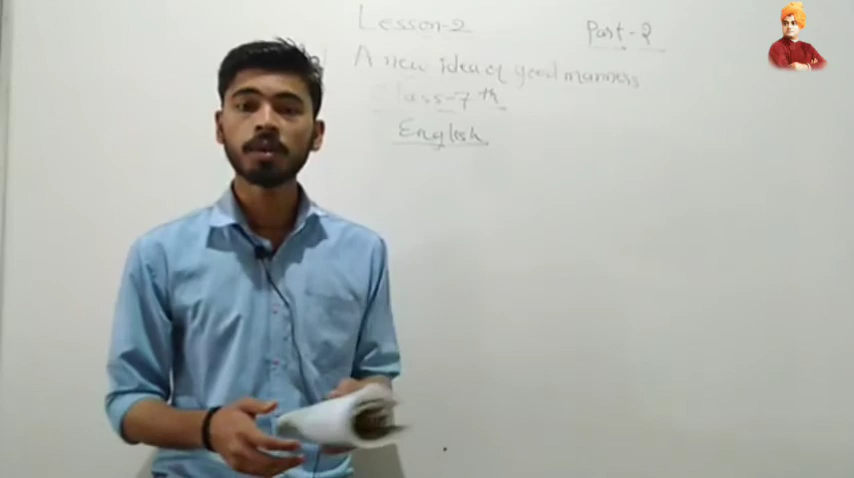 Lesson-2
Part-2
A new idea of good manners
Class-7th
English